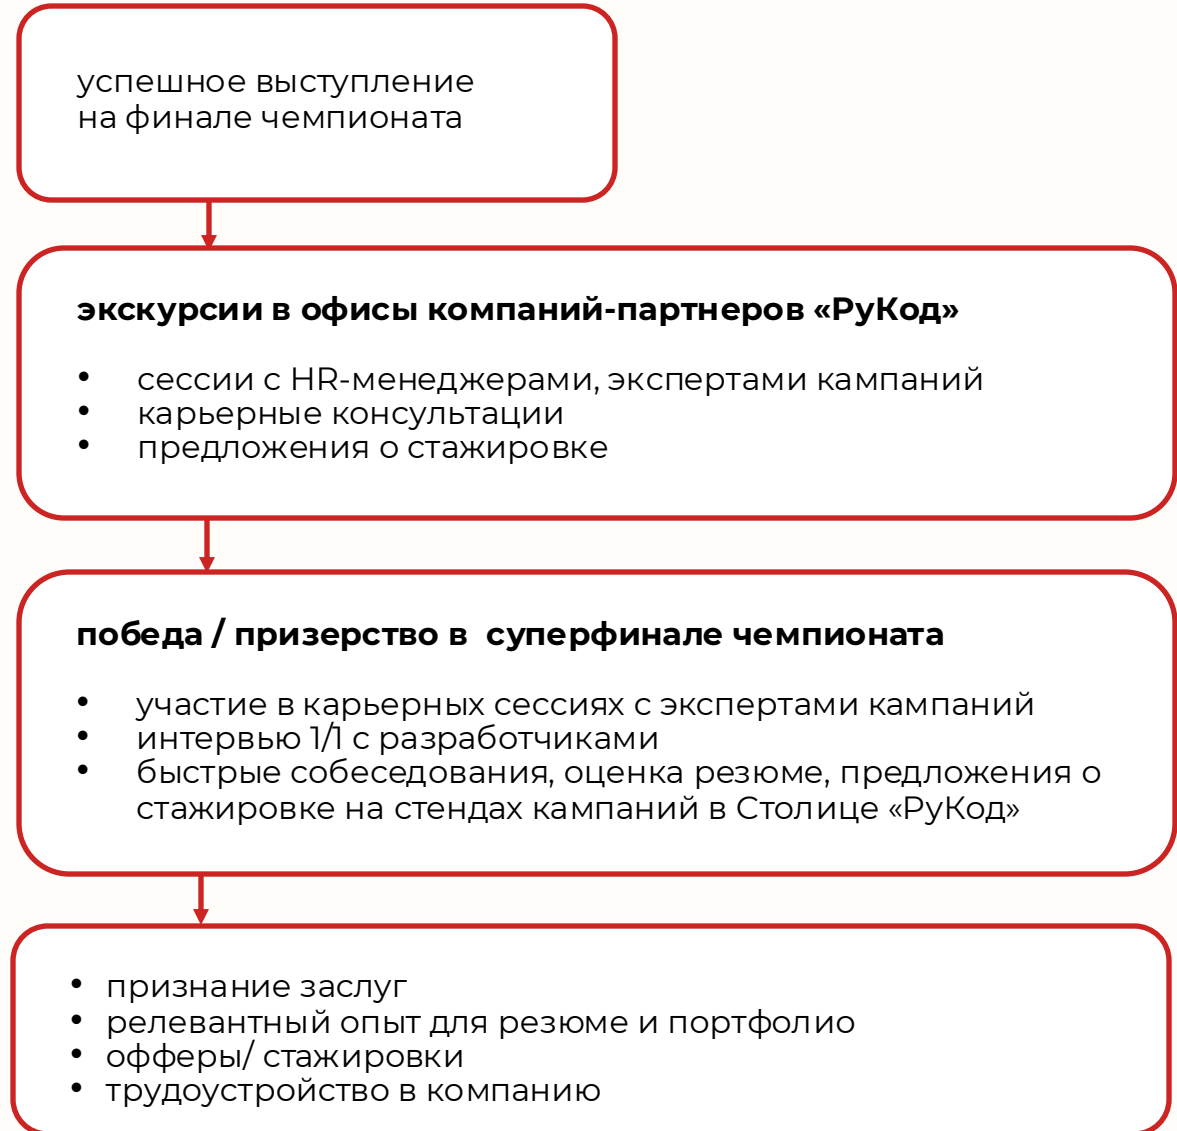 успешное выступление
на финале чемпионата
экскурсии в офисы компаний-партнеров «РуКод»
• сессии с HR-менеджерами, экспертами кампаний
• карьерные консультации
• предложения о стажировке
победа / призерство в  суперфинале чемпионата
• участие в карьерных сессиях с экспертами кампаний
• интервью 1/1 с разработчиками
• быстрые собеседования, оценка резюме, предложения о
стажировке на стендах кампаний в Столице «РуКод»
• признание заслуг
• релевантный опыт для резюме и портфолио
• офферы/ стажировки
• трудоустройство в компанию